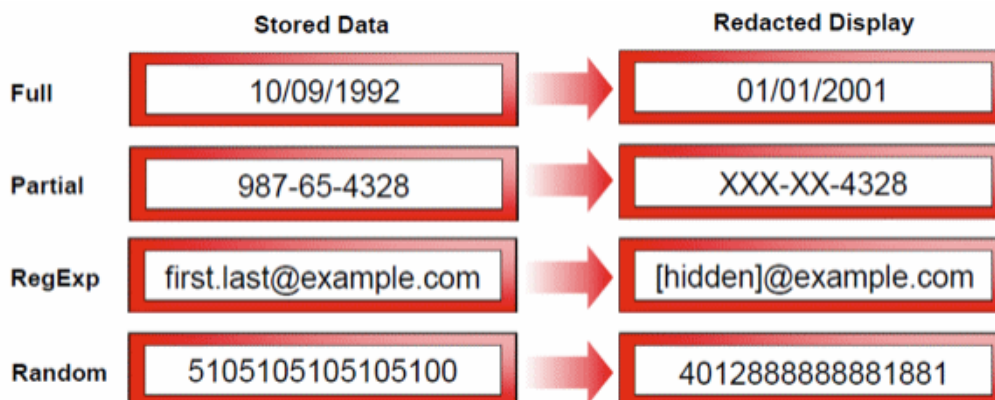 Stored Data Redacted Display
Full 10/09/1992 01/01/2001
Partial 987-65-4328 XXX-XX-4328
RegExp first.last@example.com [hidden]@example.com
Random 5105105105105100 4012888888881881